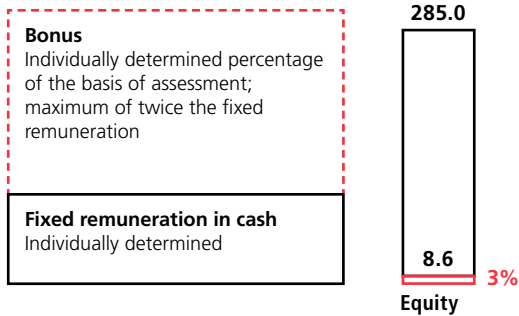 Bonus
Individually determined percentage
of the basis of assessment;
maximum of twice the fixed
remuneration
Fixed remuneration in cash
Individually determined
285.0
8.6
3%
Equity